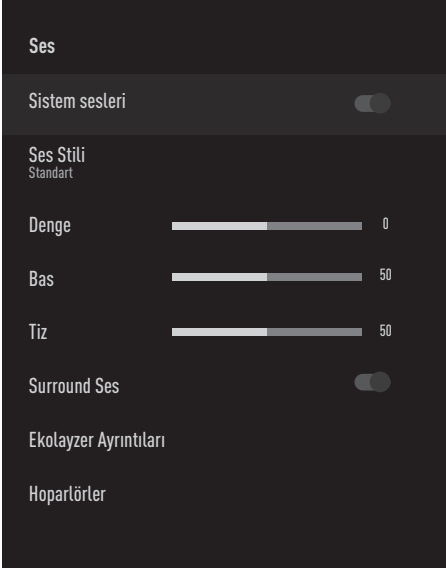 Ses
Sistem sesleri
Ses Stili
Standart
Denge 0
Bas 50
Tiz 50
Surround Ses
Ekolayzer Ayrıntıları
Hoparlörler